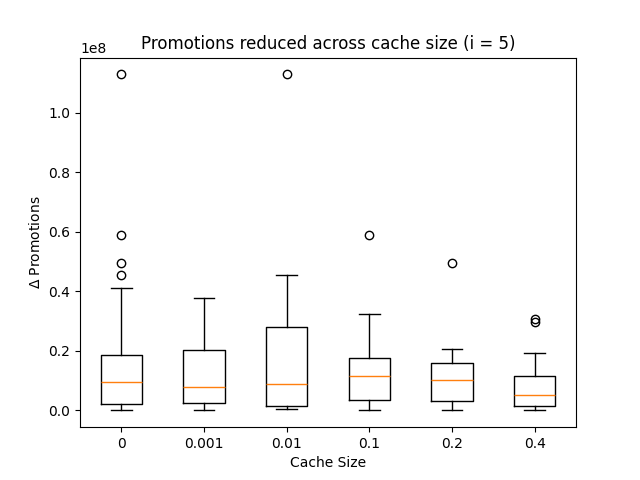 Promotions reduced across cache size (i = 5)
1e8
1.0
0.8
0.6
0.4
0.2
0.0
Δ Promotions
0 0.001 0.01 0.1 0.2 0.4
Cache Size